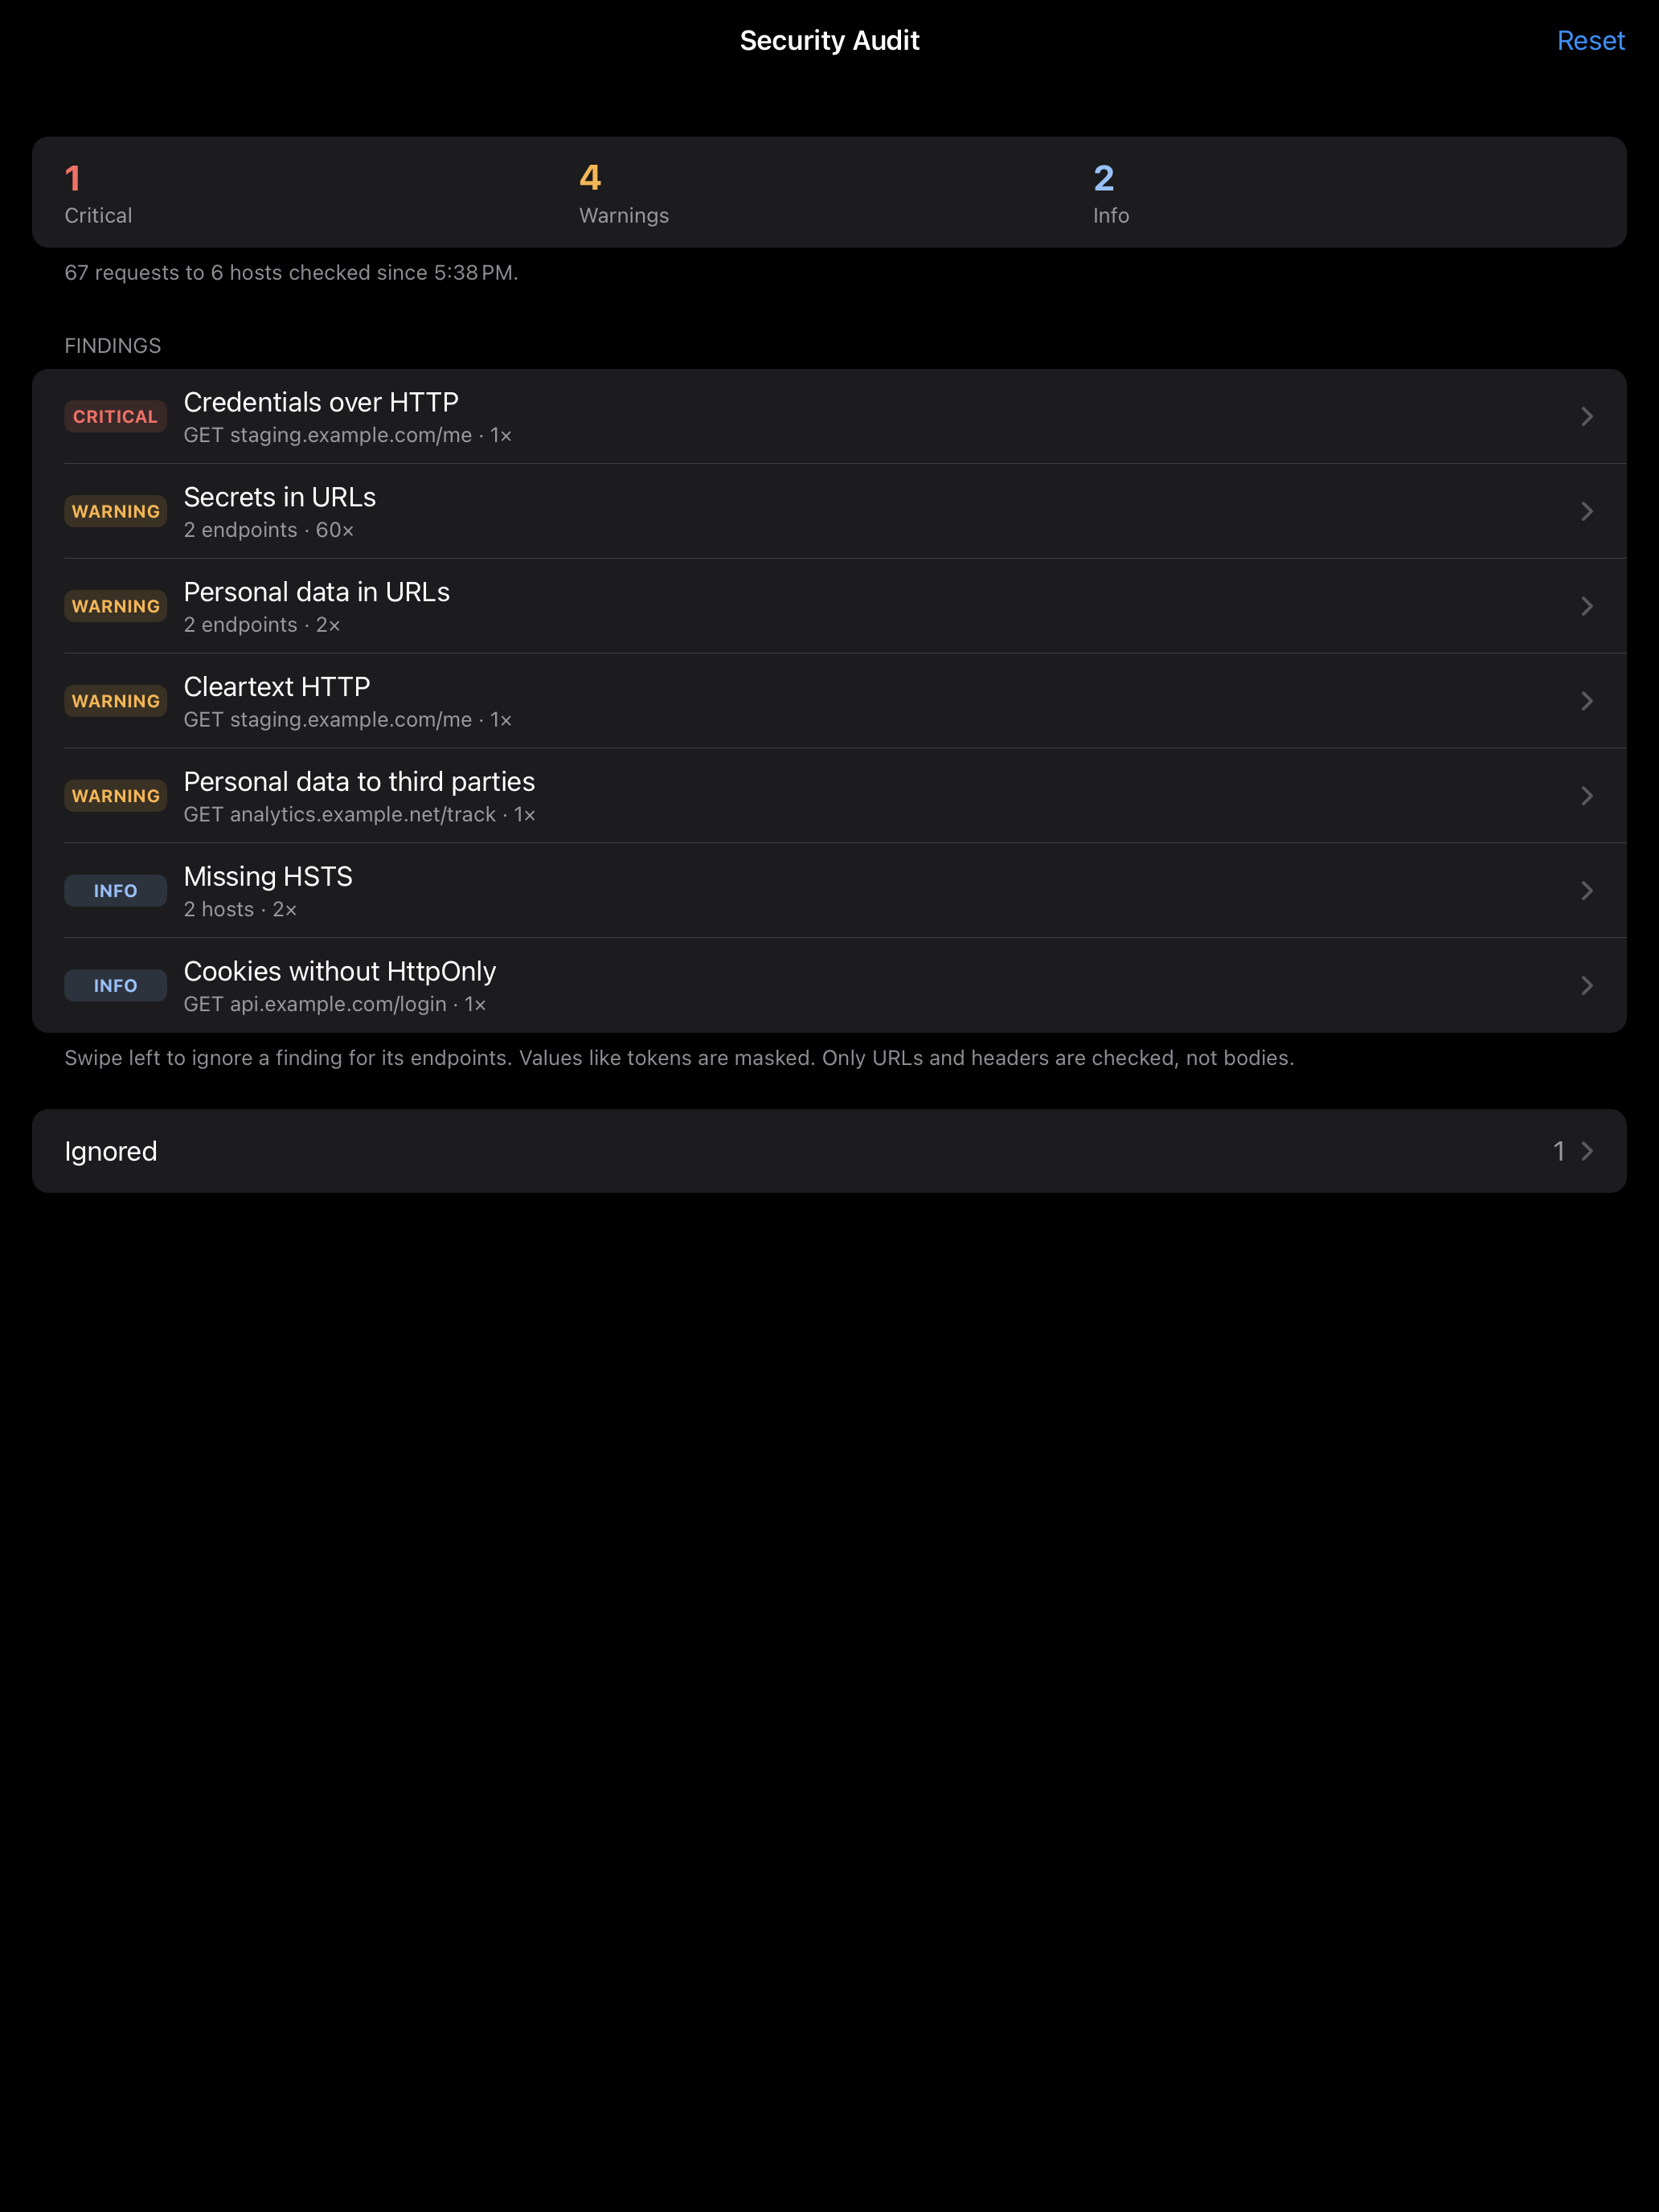 Security Audit
Reset
1
Critical
4
Warnings
2
Info
67 requests to 6 hosts checked since 5:38 PM.
FINDINGS
CRITICAL
Credentials over HTTP
GET staging.example.com/me · 1×
WARNING
Secrets in URLs
2 endpoints · 60×
WARNING
Personal data in URLs
2 endpoints · 2×
WARNING
Cleartext HTTP
GET staging.example.com/me · 1×
WARNING
Personal data to third parties
GET analytics.example.net/track · 1×
INFO
Missing HSTS
2 hosts · 2×
INFO
Cookies without HttpOnly
GET api.example.com/login · 1×
Swipe left to ignore a finding for its endpoints. Values like tokens are masked. Only URLs and headers are checked, not bodies.
Ignored
1